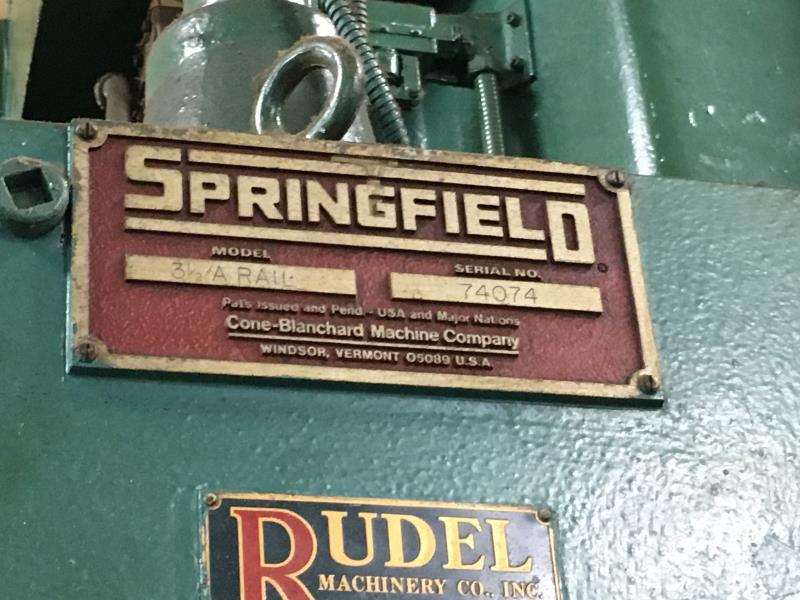 SPRINGFIELD
MODEL
3½/A RAIL
SERIAL NO.
74074
Pat's Issued and Pend - USA and Major Nations
Cone-Blanchard Machine Company
WINDSOR, VERMONT 05089 U.S.A.
RUDEL
MACHINERY CO., INC.